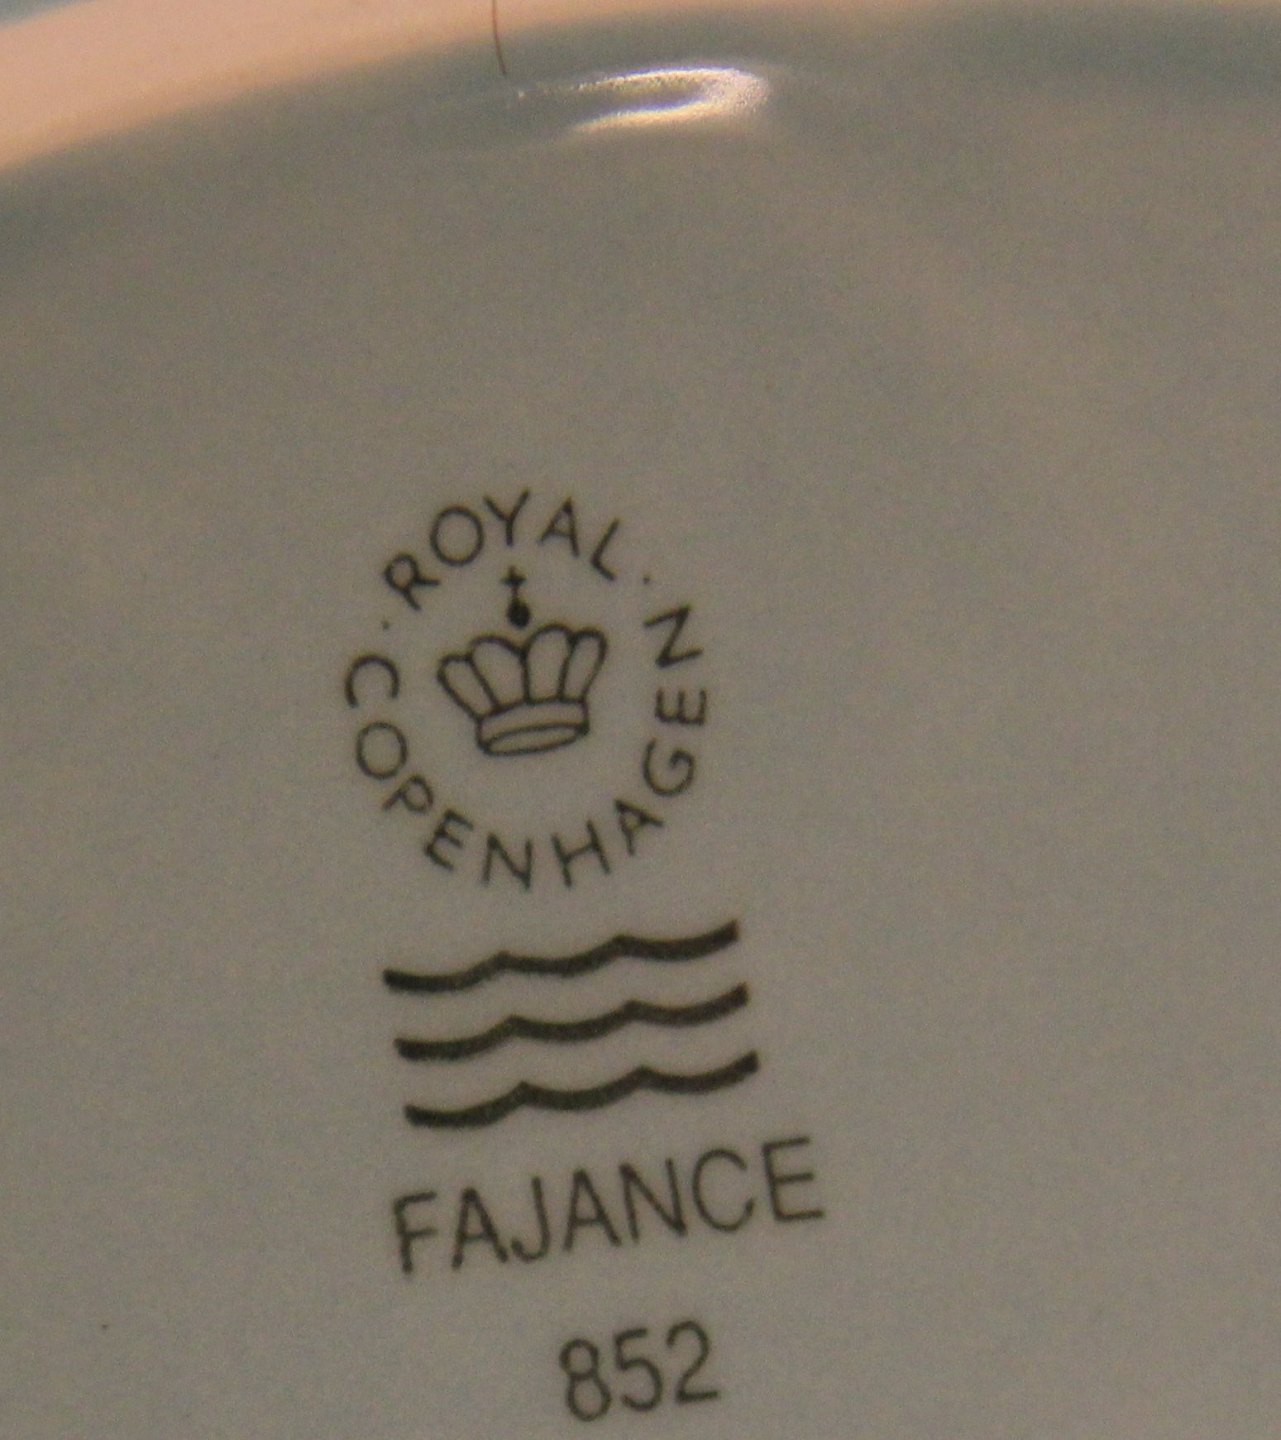 · ROYAL · COPENHAGEN
FAJANCE
852